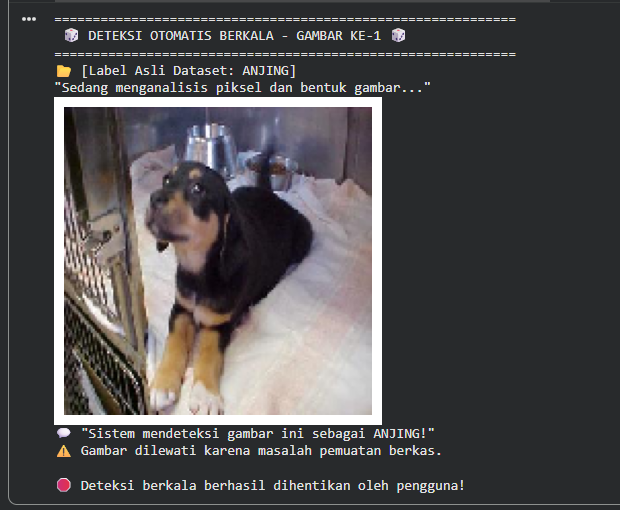 ==========================================================
🎲 DETEKSI OTOMATIS BERKALA - GAMBAR KE-1 🎲
==========================================================
📂 [Label Asli Dataset: ANJING]
"Sedang menganalisis piksel dan bentuk gambar..."
💬 "Sistem mendeteksi gambar ini sebagai ANJING!"
⚠️ Gambar dilewati karena masalah pemuatan berkas.
🛑 Deteksi berkala berhasil dihentikan oleh pengguna!